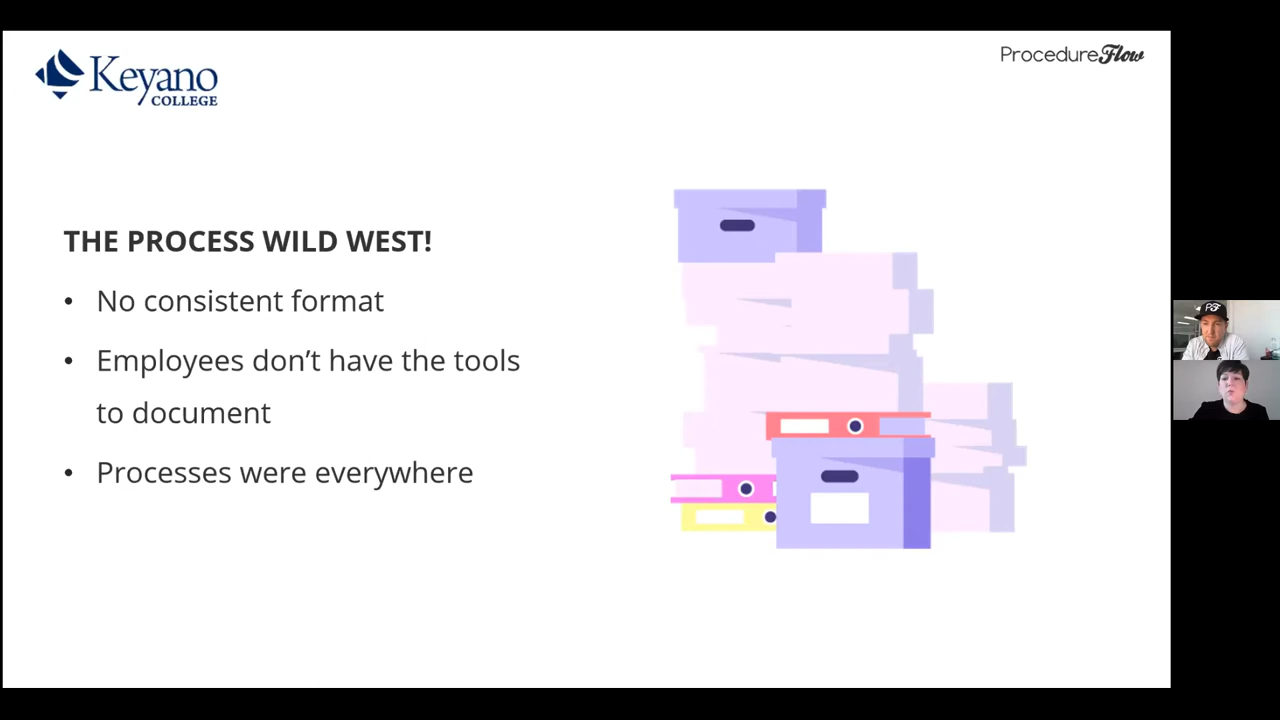 Keyano
COLLEGE
ProcedureFlow
THE PROCESS WILD WEST!
• No consistent format
• Employees don’t have the tools
to document
• Processes were everywhere